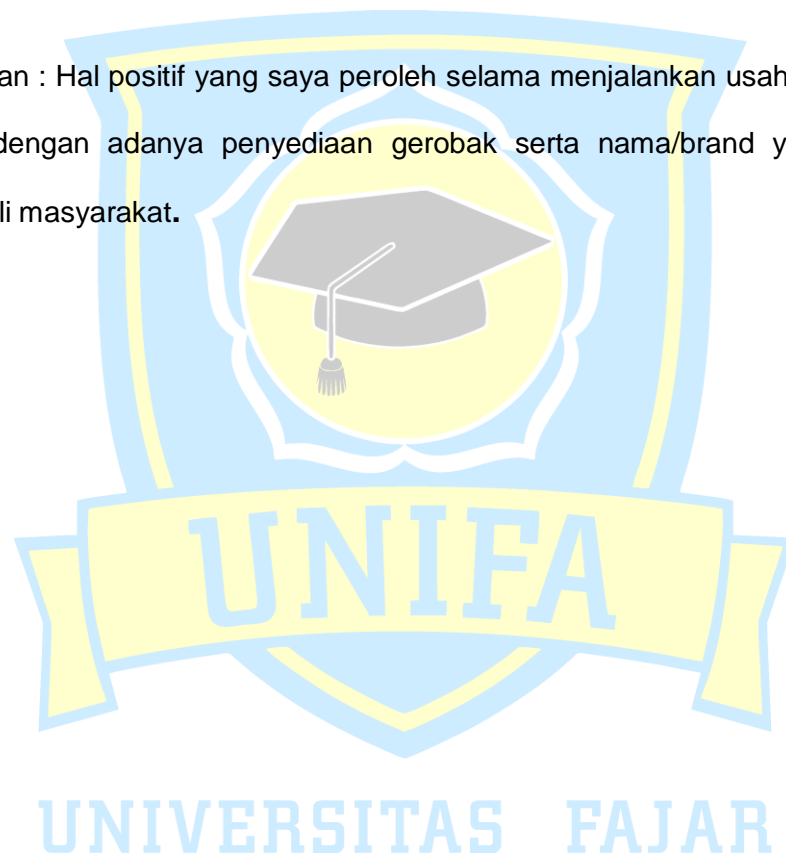 an : Hal positif yang saya peroleh selama menjalankan usah
dengan adanya penyediaan gerobak serta nama/brand y
li masyarakat.
UNIFA
UNIVERSITAS FAJAR